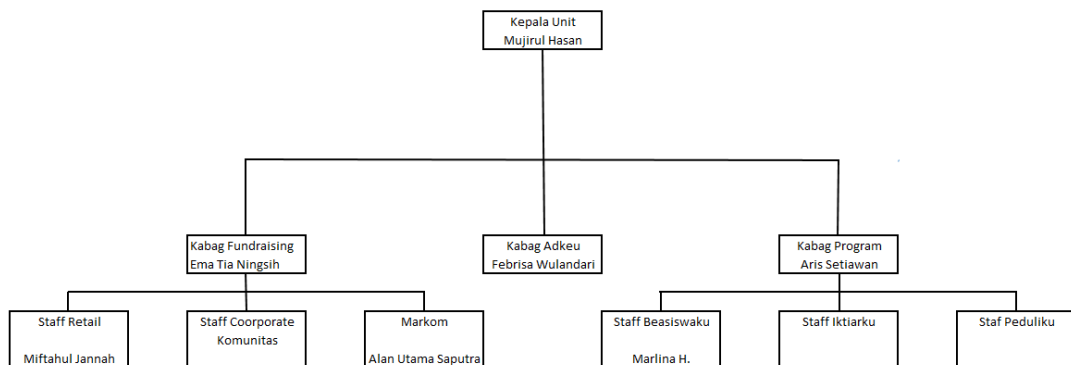 Kepala Unit
Mujirul Hasan
Kabag Fundraising
Ema Tia Ningsih
Kabag Adkeu
Febrisa Wulandari
Kabag Program
Aris Setiawan
Staff Retail
Miftahul Jannah
Staff Coorporate
Komunitas
Markom
Alan Utama Saputra
Staff Beasiswaku
Marlina H.
Staff Iktiarku
Staf Peduliku